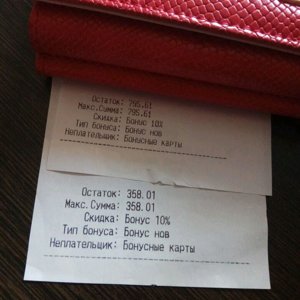 Остаток: 795.61
Макс.Сумма: 795.61
Скидка: Бонус 10%
Тип бонуса: Бонус нов
Неплательщик: Бонусные карты
Остаток: 358.01
Макс.Сумма: 358.01
Скидка: Бонус 10%
Тип бонуса: Бонус нов
Неплательщик: Бонусные карты